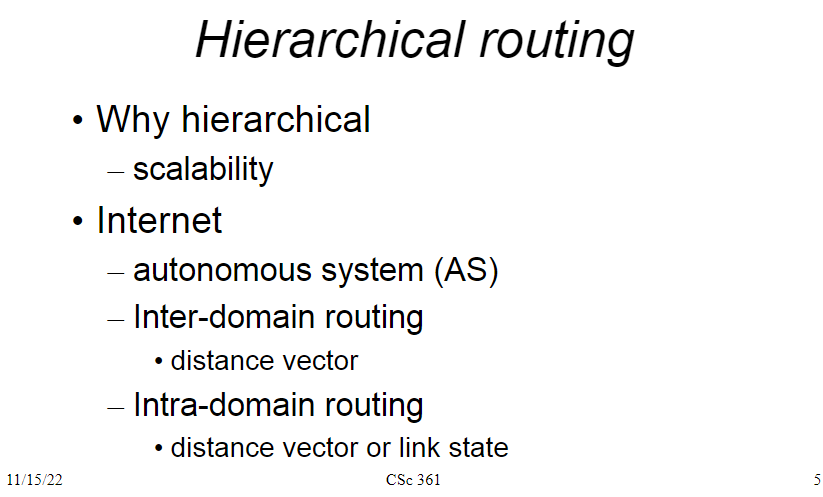 Hierarchical routing
• Why hierarchical
– scalability
• Internet
– autonomous system (AS)
– Inter-domain routing
• distance vector
– Intra-domain routing
• distance vector or link state
11/15/22 CSc 361 5